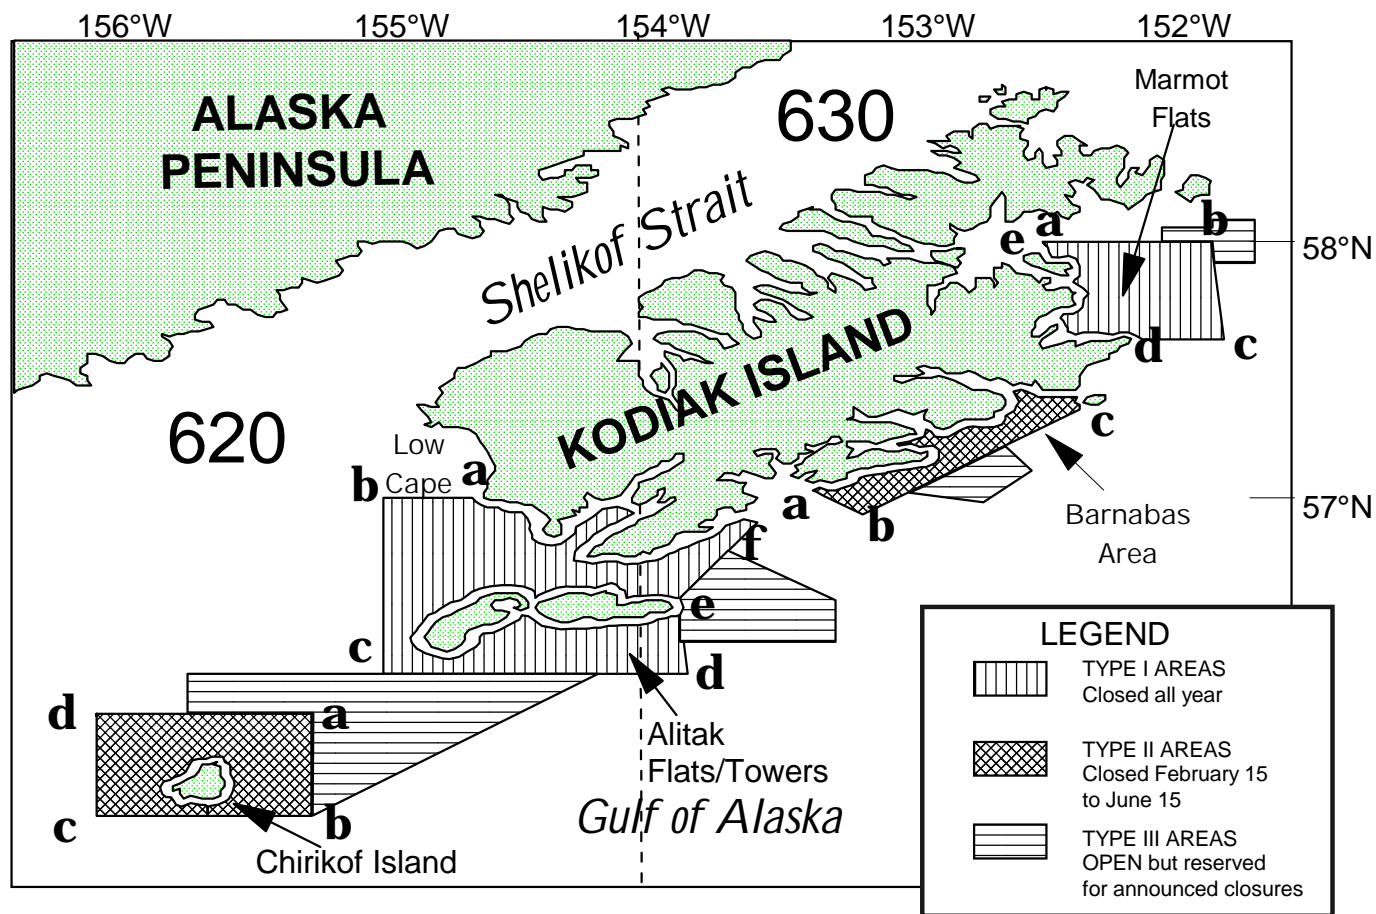 156°W 155°W 154°W 153°W 152°W
ALASKA
PENINSULA
630
Marmot
Flats
Shelikof Strait
a b
e
58°N
d c
KODIAK ISLAND
620
Low
Cape
a
b
c
a
b
57°N
Barnabas
Area
f
e
c
d
d
a
c
b
Alitak
Flats/Towers
Gulf of Alaska
Chirikof Island
LEGEND
TYPE I AREAS
Closed all year
TYPE II AREAS
Closed February 15
to June 15
TYPE III AREAS
OPEN but reserved
for announced closures